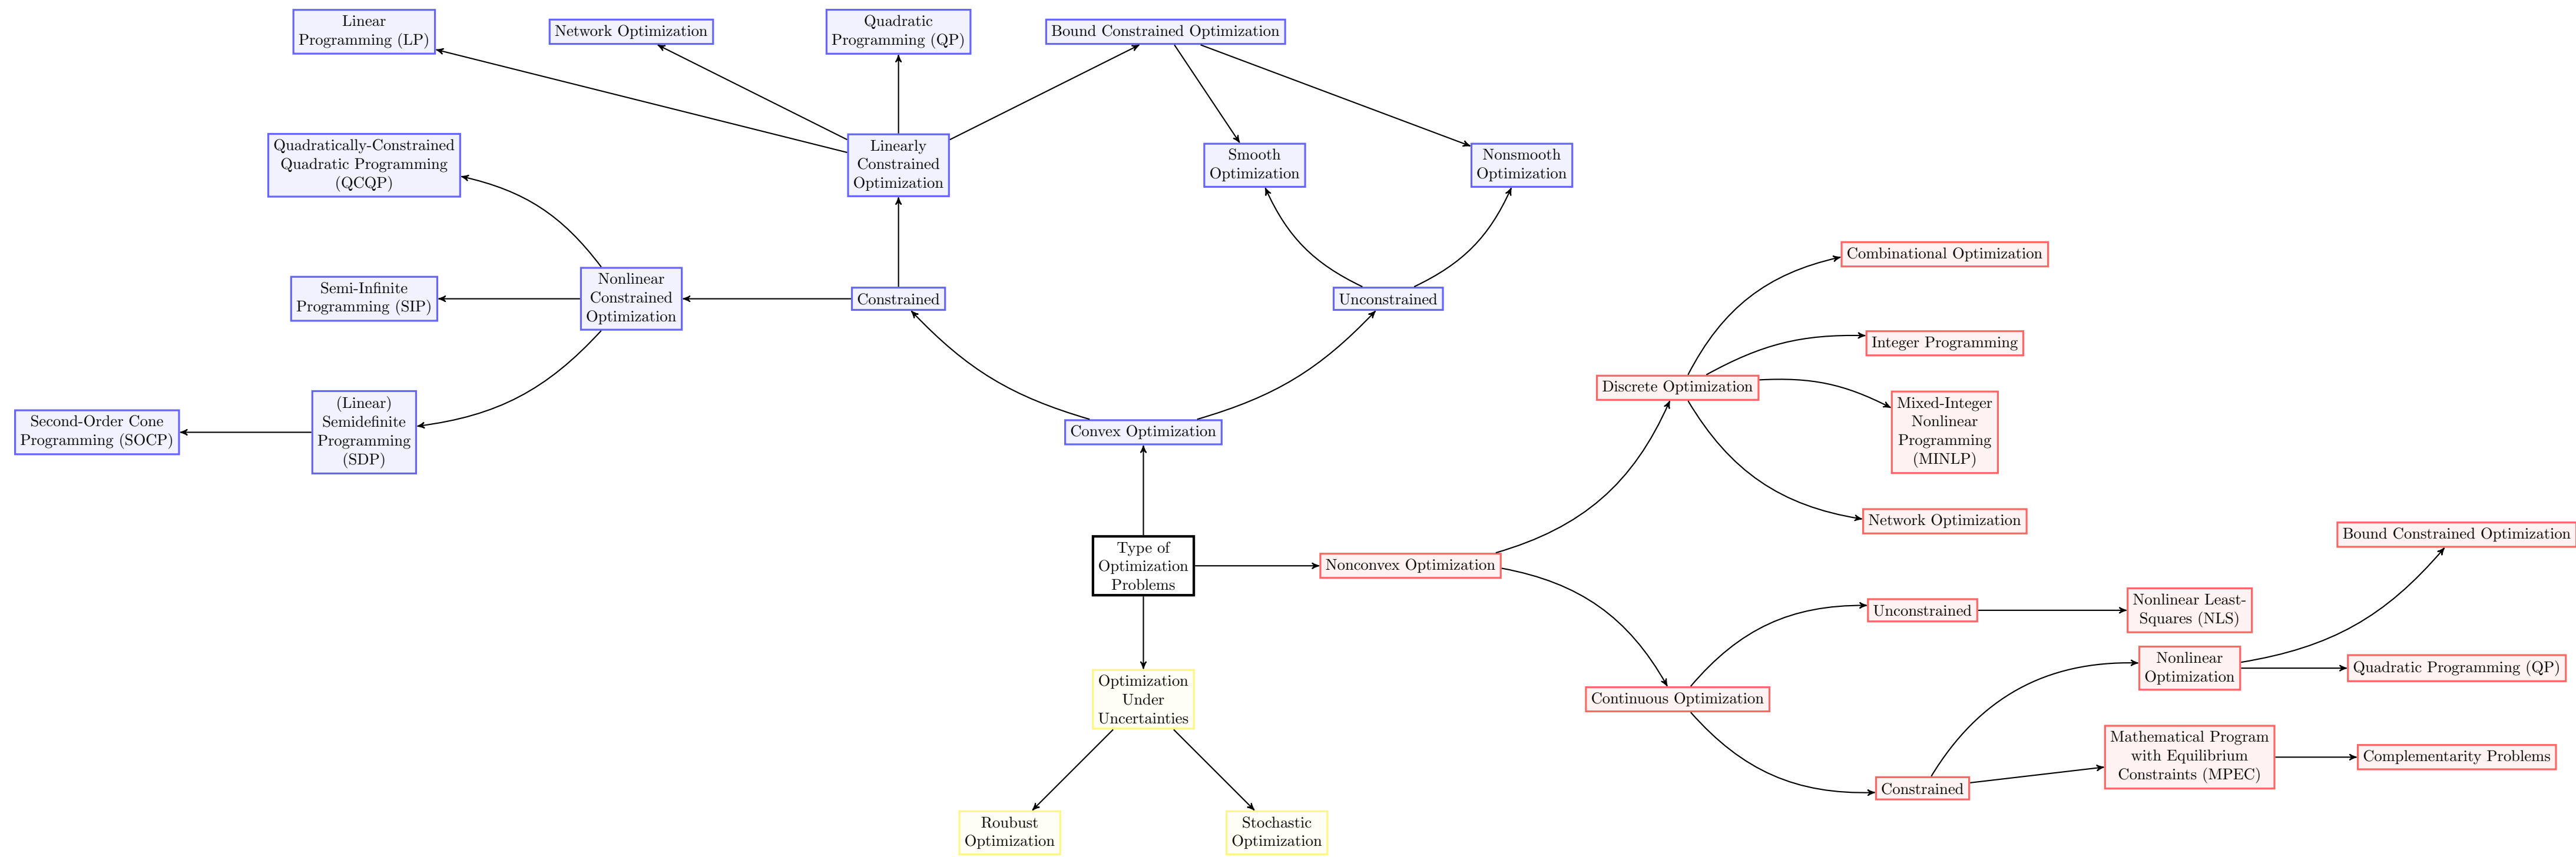 Linear
Programming (LP)
Network Optimization
Quadratic
Programming (QP)
Bound Constrained Optimization
Quadratically-Constrained
Quadratic Programming
(QCQP)
Linearly
Constrained
Optimization
Smooth
Optimization
Nonsmooth
Optimization
Combinational Optimization
Semi-Infinite
Programming (SIP)
Nonlinear
Constrained
Optimization
Constrained
Unconstrained
Integer Programming
Discrete Optimization
Mixed-Integer
Nonlinear
Programming
(MINLP)
Second-Order Cone
Programming (SOCP)
(Linear)
Semidefinite
Programming
(SDP)
Convex Optimization
Network Optimization
Bound Constrained Optimization
Type of
Optimization
Problems
Nonconvex Optimization
Unconstrained
Nonlinear Least-
Squares (NLS)
Nonlinear
Optimization
Quadratic Programming (QP)
Optimization
Under
Uncertainties
Continuous Optimization
Mathematical Program
with Equilibrium
Constraints (MPEC)
Complementarity Problems
Constrained
Roubust
Optimization
Stochastic
Optimization